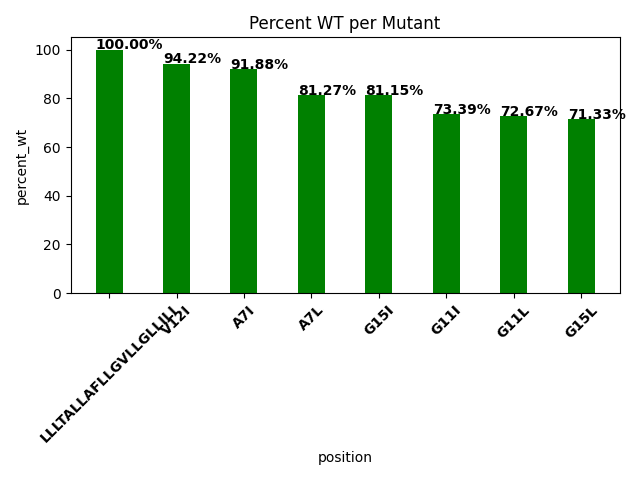 Percent WT per Mutant
100.00%
94.22%
91.88%
81.27%
81.15%
73.39%
72.67%
71.33%
percent_wt
100
80
60
40
20
0
V12I
A7I
A7L
G15I
G11I
G11L
G15L
position